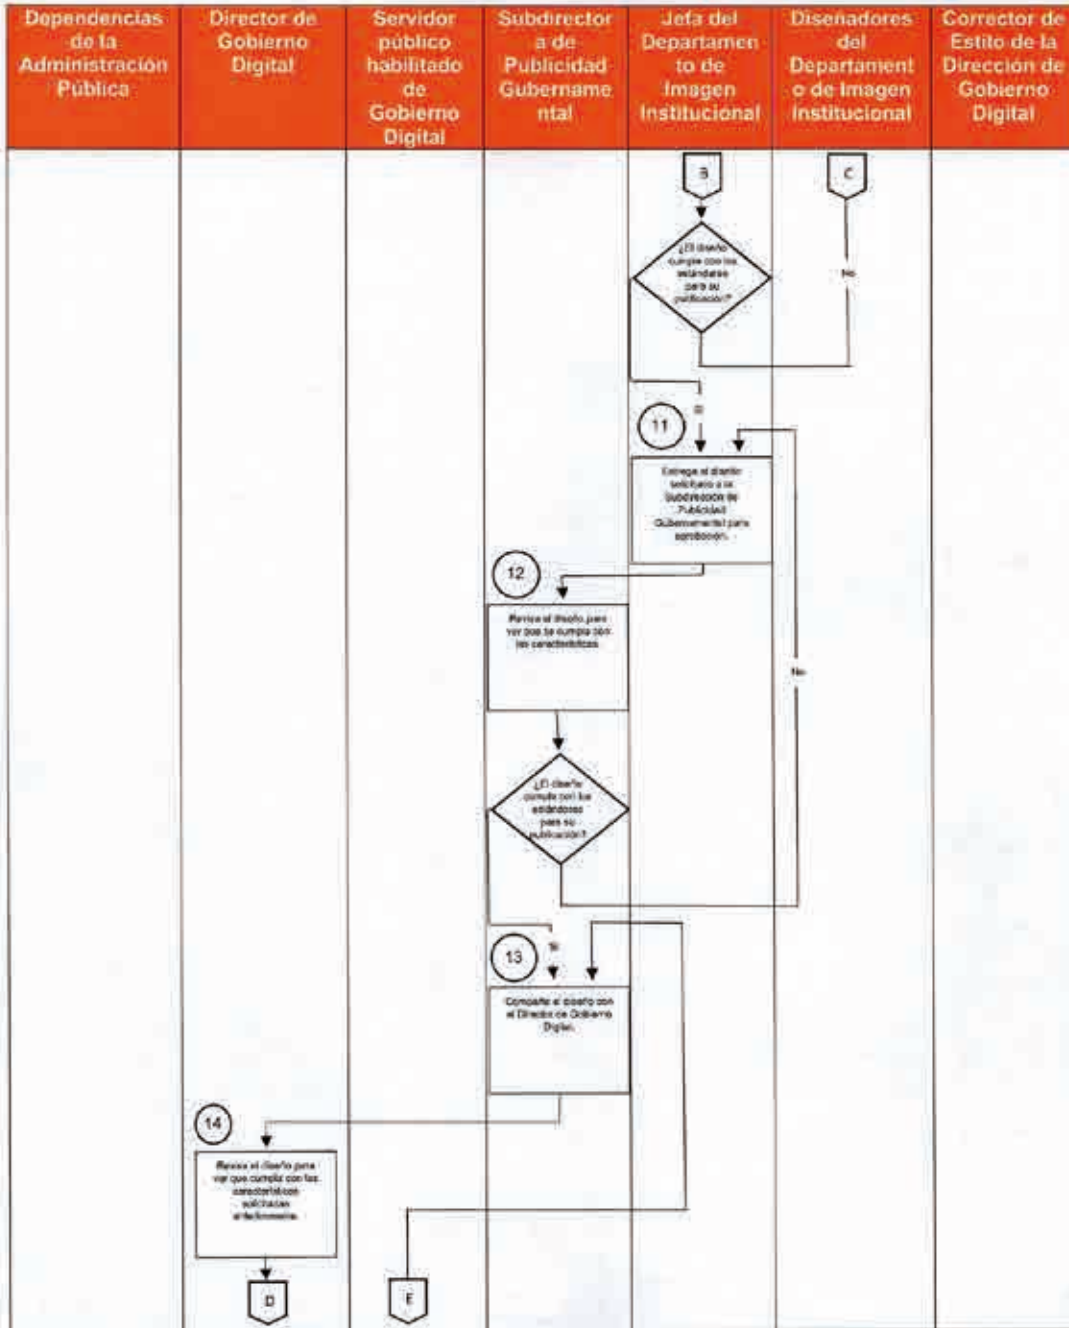 Dependencias
de la
Administración
Pública
Director de
Gobierno
Digital
Servidor
público
habilitado
de
Gobierno
Digital
Subdirector
a de
Publicidad
Gubername
ntal
Jefa del
Departamen
to de
Imagen
Institucional
Diseñadores
del
Departament
o de Imagen
Institucional
Corrector de
Estilo de la
Dirección de
Gobierno
Digital
B
C
¿El diseño
cumple con los
estándares
para su
publicación?
No
Si
11
Entrega el diseño
solicitado a la
Subdirección de
Publicidad
Gubernamental para
aprobación.
12
Revisa el diseño para
ver que se cumpla con
las características
No
¿El diseño
cumple con los
estándares
para su
publicación?
Si
13
Comparte el diseño con
el Director de Gobierno
Digital.
14
Revisa el diseño para
ver que cumpla con las
características
solicitadas
anteriormente.
D
E